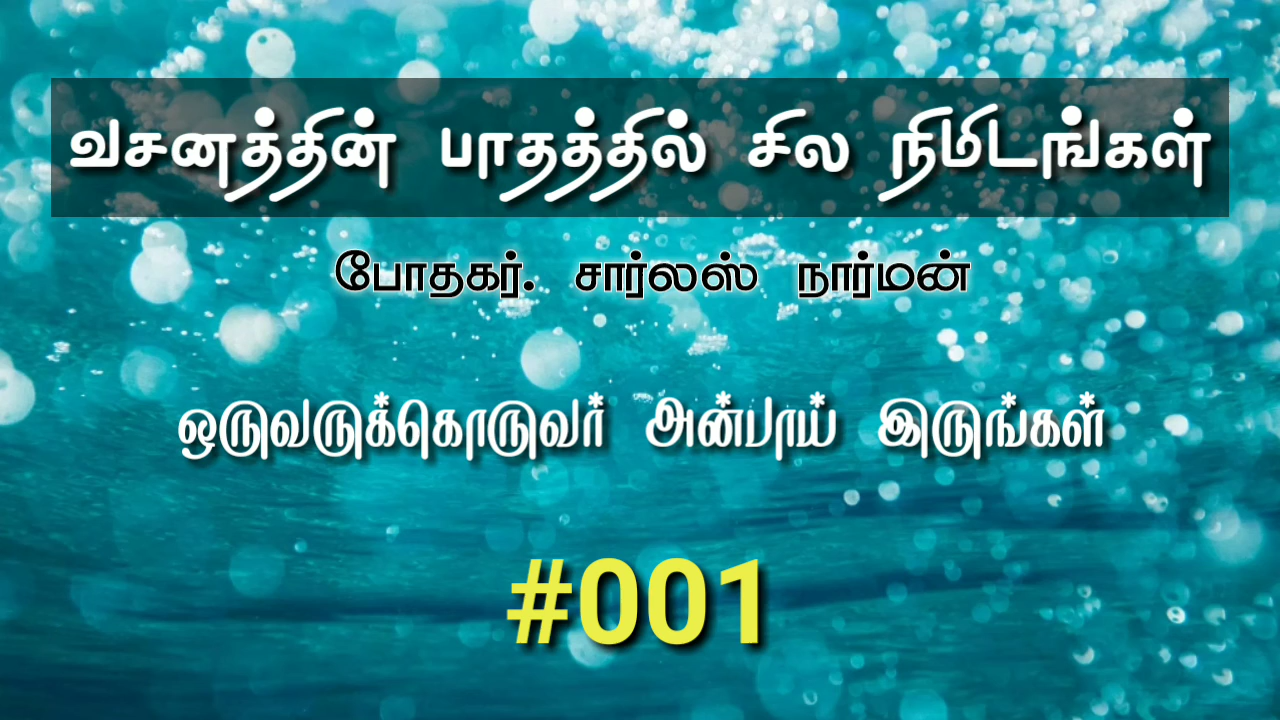 வசனத்தின் பாதத்தில் சில நிமிடங்கள்
போதகர். சார்லஸ் நார்மன்
ஒருவருக்கொருவர் அன்பாய் இருங்கள்
#001